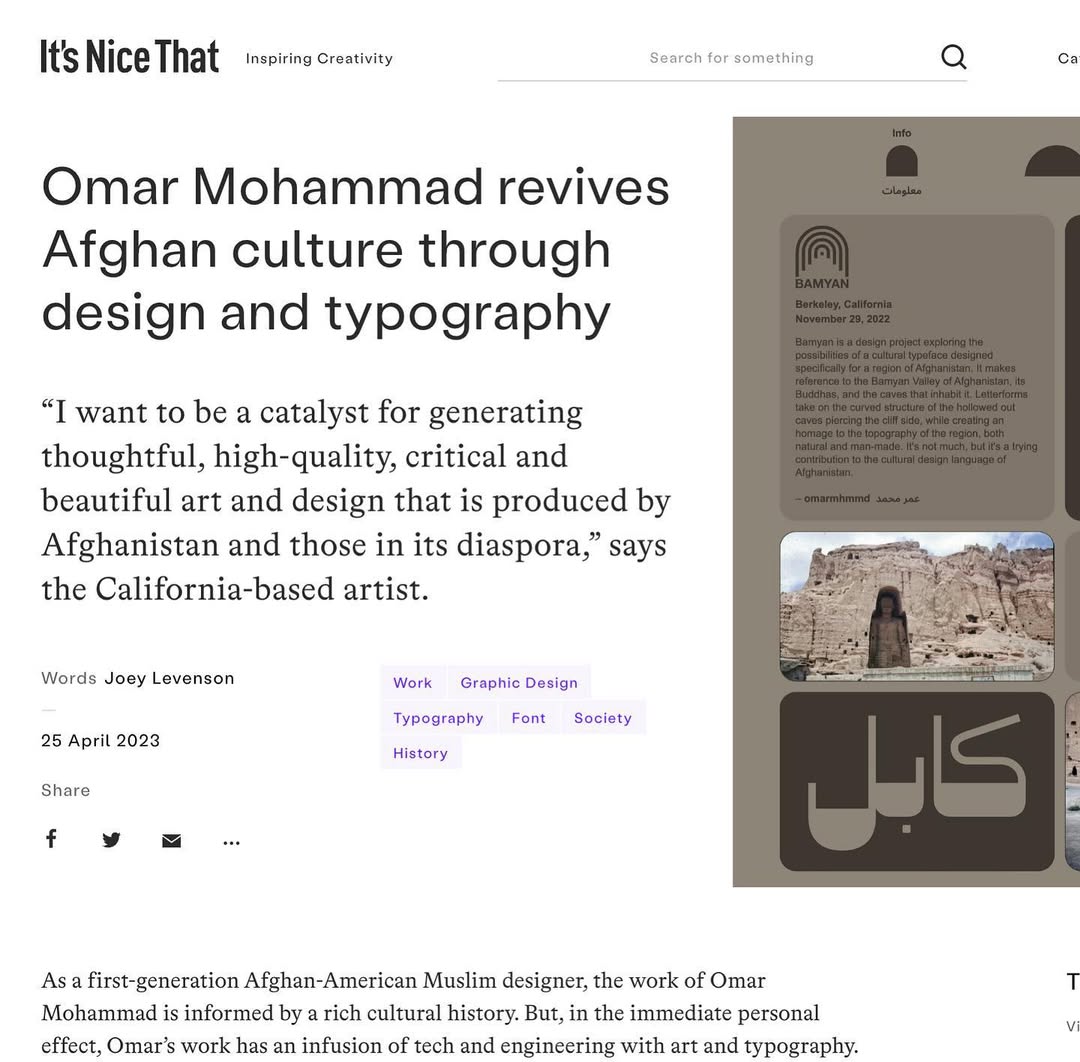 It's Nice That
Inspiring Creativity
Search for something
Omar Mohammad revives
Afghan culture through
design and typography
“I want to be a catalyst for generating
thoughtful, high-quality, critical and
beautiful art and design that is produced by
Afghanistan and those in its diaspora,” says
the California-based artist.
Words Joey Levenson
—
25 April 2023
Share
Work Graphic Design
Typography Font Society
History
Info
معلومات
BAMYAN
Berkeley, California
November 29, 2022
Bamyan is a design project exploring the
possibilities of a cultural typeface designed
specifically for a region of Afghanistan. It makes
reference to the Bamyan Valley of Afghanistan, its
Buddhas, and the caves that inhabit it. Letterforms
take on the curved structure of the hollowed out
caves piercing the cliff side, while creating an
homage to the topography of the region, both
natural and man-made. It's not much, but it's a trying
contribution to the cultural design language of
Afghanistan.
– omarmhmmd عمر محمد
كابل
As a first-generation Afghan-American Muslim designer, the work of Omar
Mohammad is informed by a rich cultural history. But, in the immediate personal
effect, Omar’s work has an infusion of tech and engineering with art and typography.